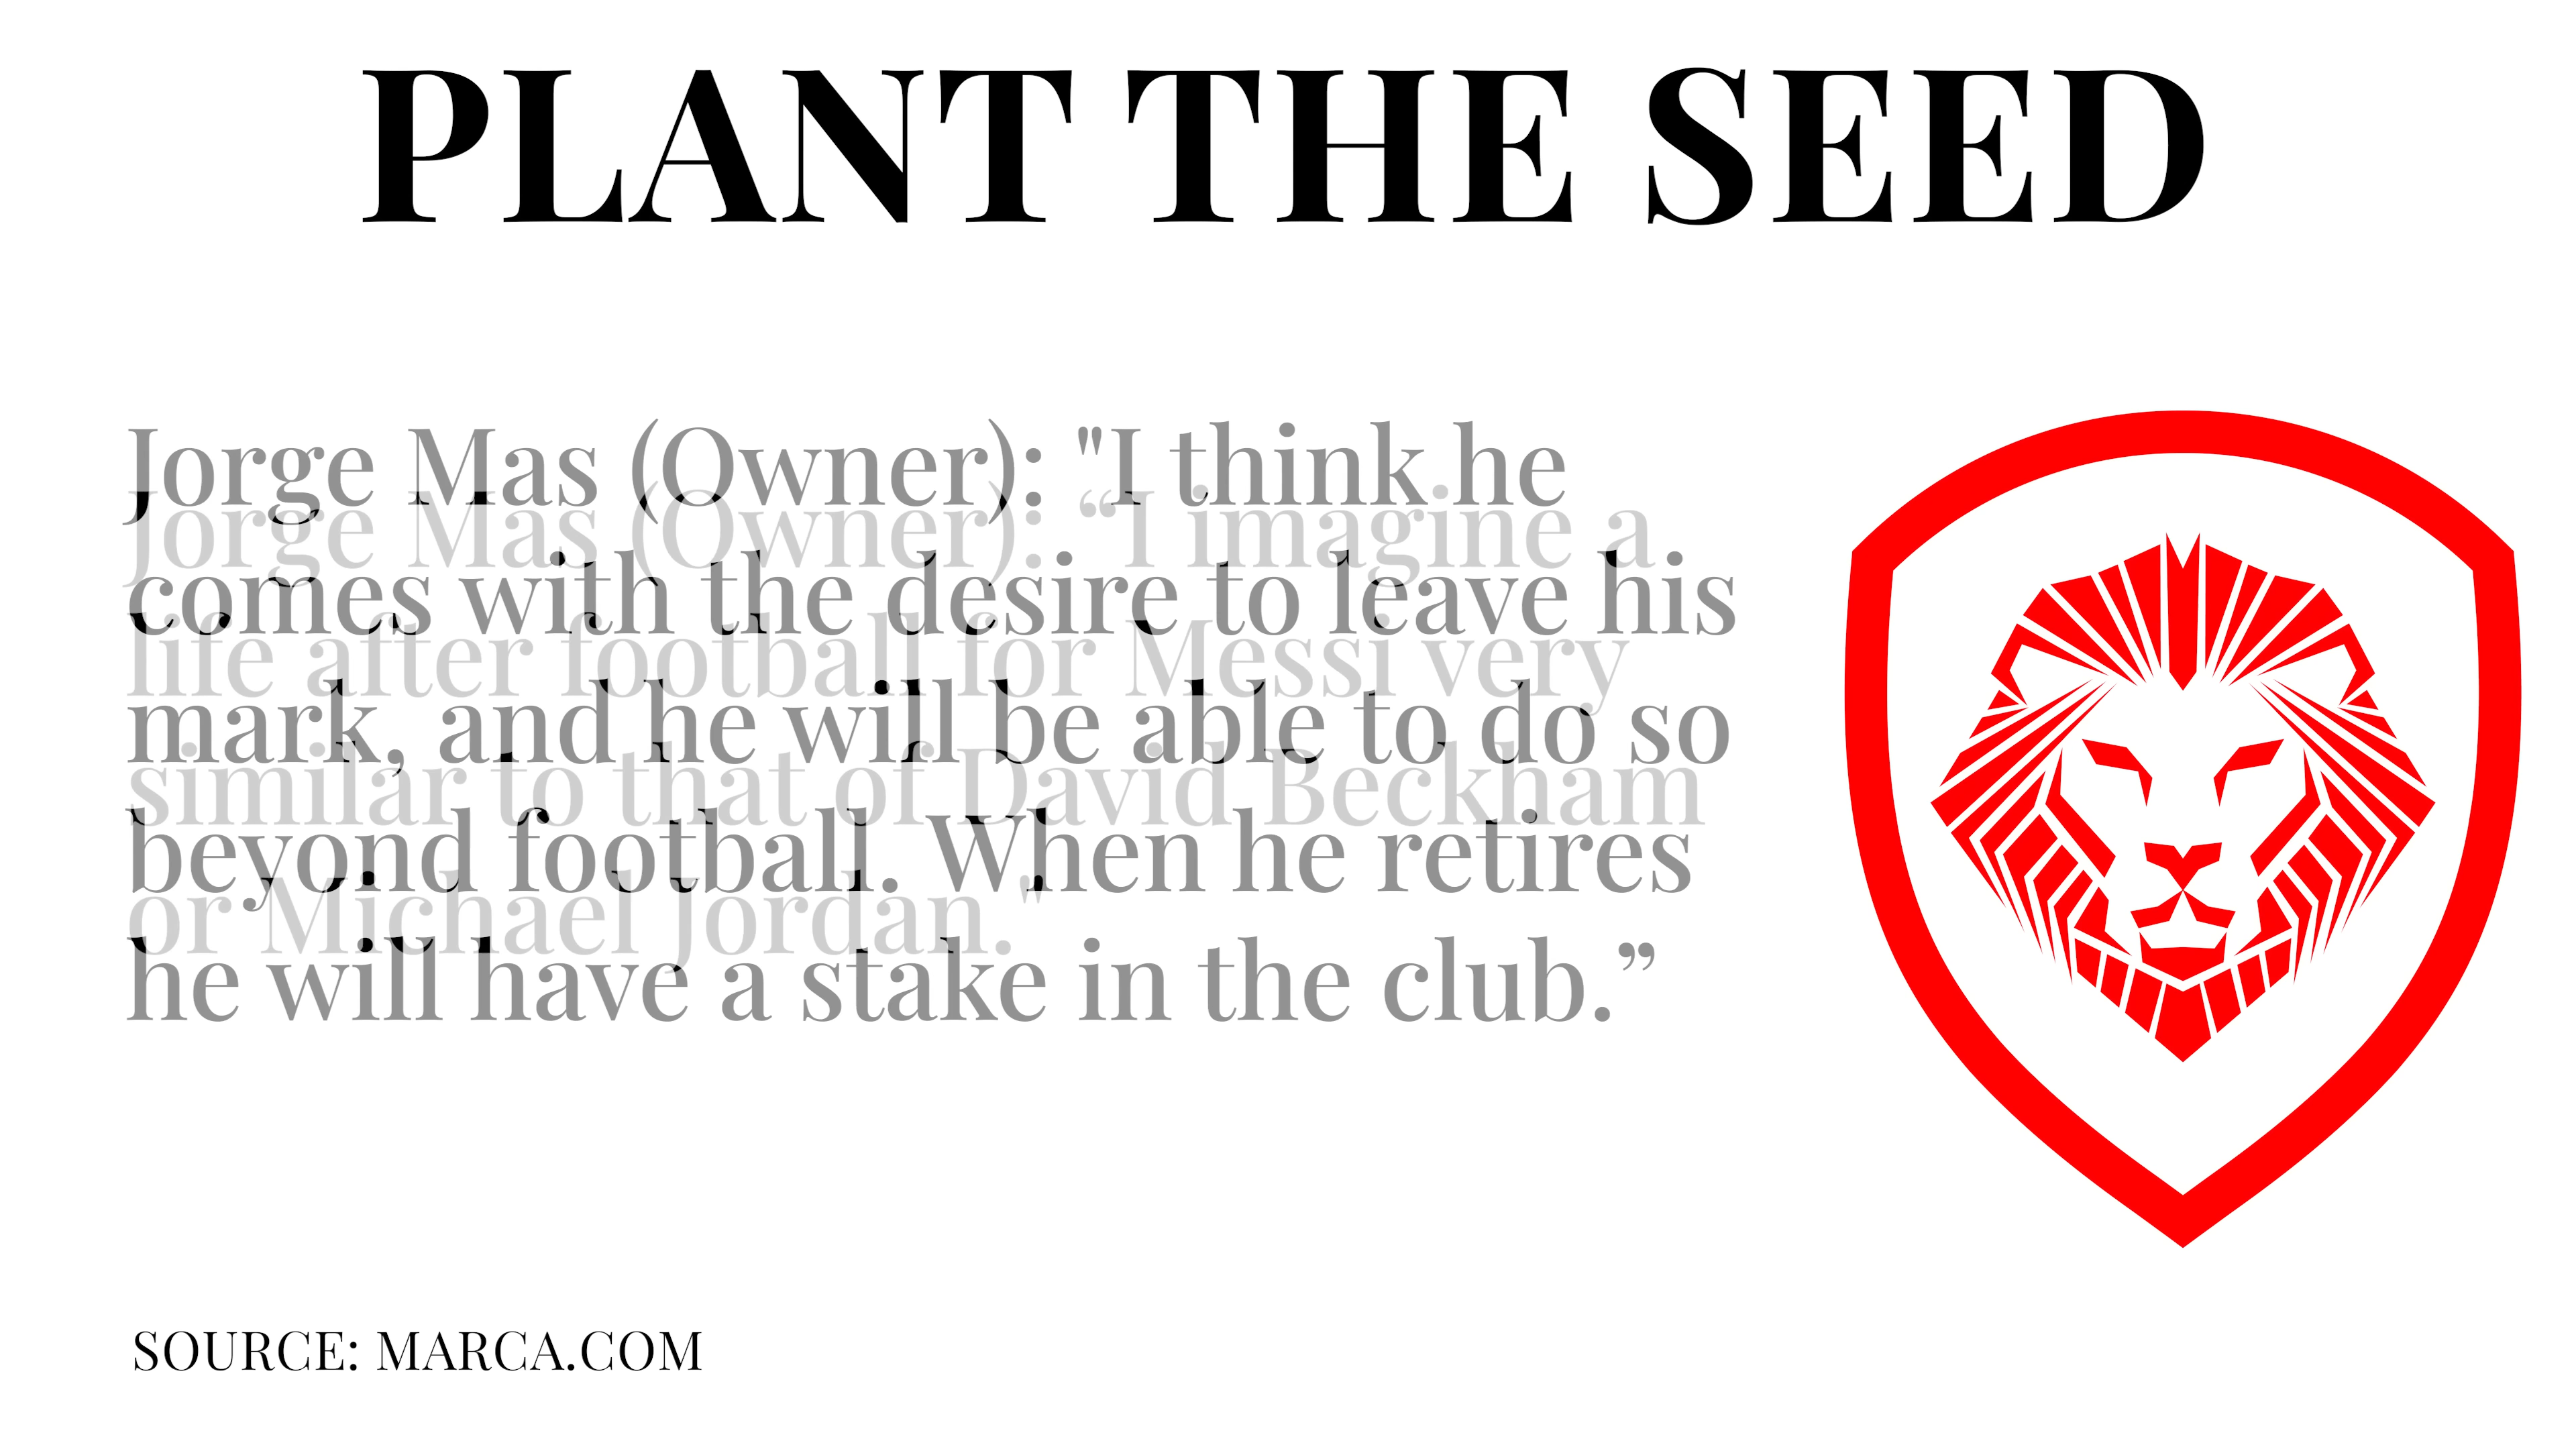 PLANT THE SEED
Jorge Mas (Owner): "I think he
comes with the desire to leave his
mark, and he will be able to do so
beyond football. When he retires
he will have a stake in the club.”
Jorge Mas (Owner): “I imagine a
life after football for Messi very
similar to that of David Beckham
or Michael Jordan."
SOURCE: MARCA.COM